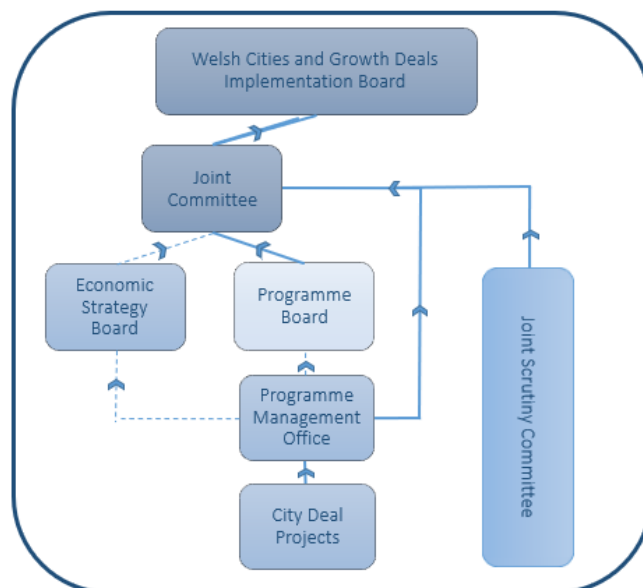 Welsh Cities and Growth Deals
Implementation Board
Joint
Committee
Economic
Strategy
Board
Programme
Board
Joint Scrutiny Committee
Programme
Management
Office
City Deal
Projects